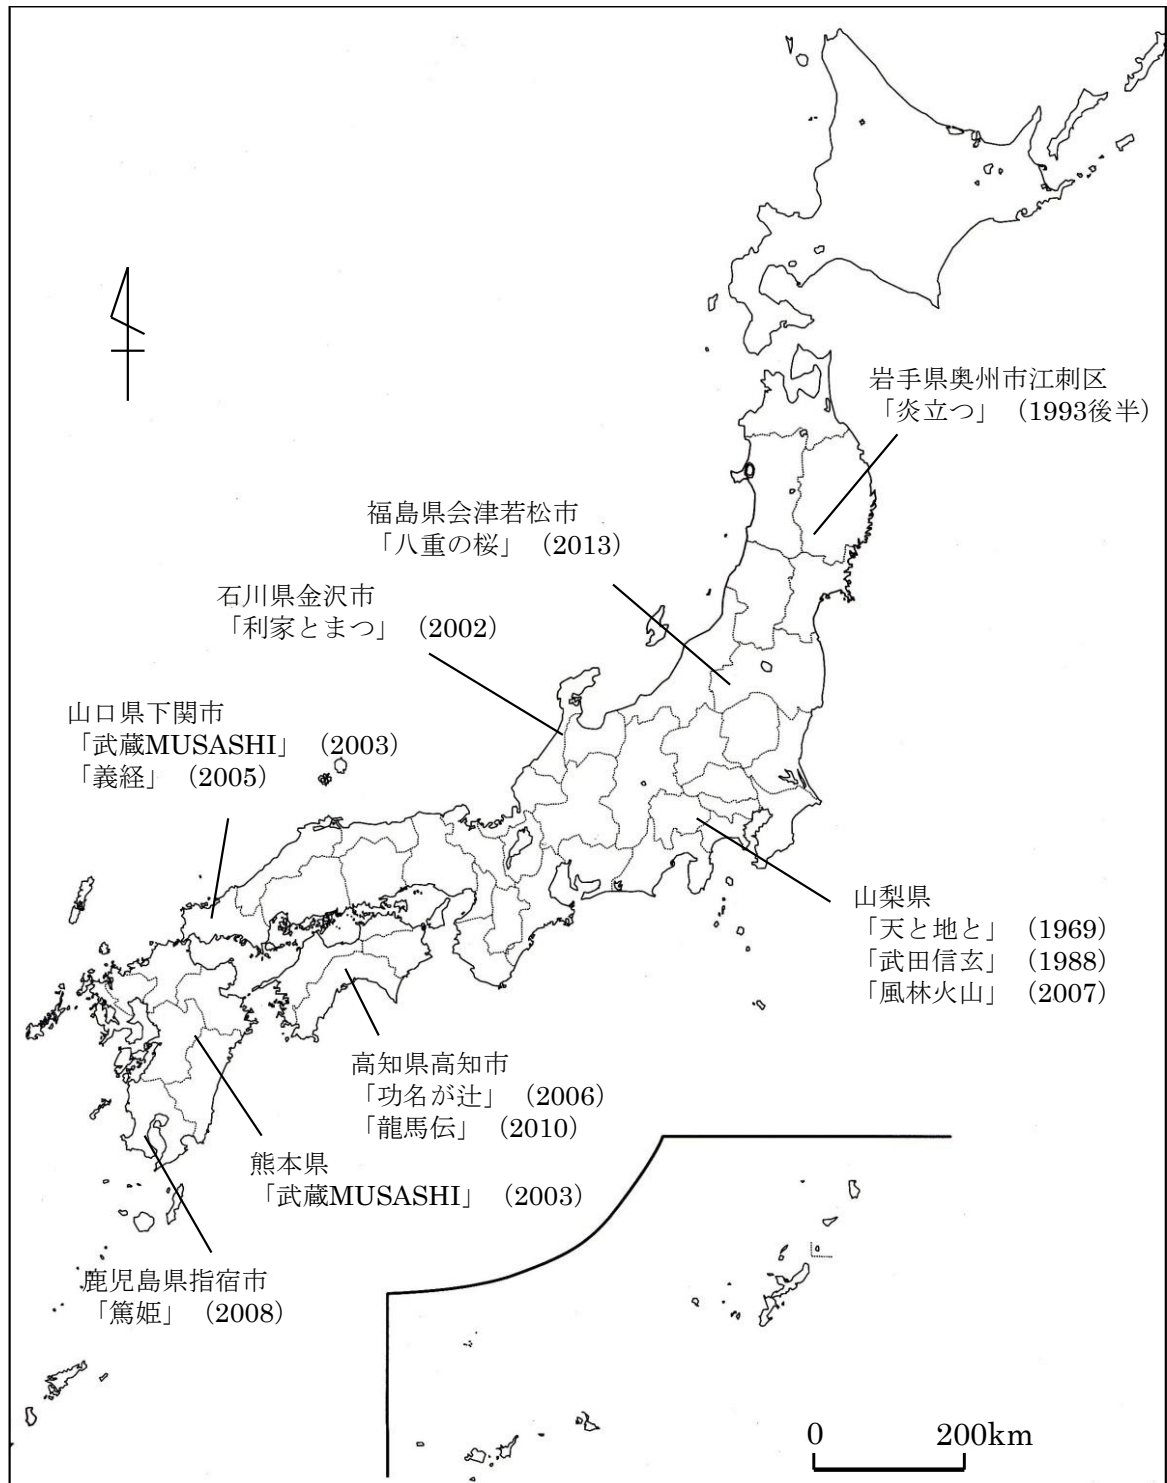 岩手県奥州市江刺区
「炎立つ」（1993後半）
福島県会津若松市
「八重の桜」（2013）
石川県金沢市
「利家とまつ」（2002）
山口県下関市
「武蔵MUSASHI」（2003）
「義経」（2005）
山梨県
「天と地と」（1969）
「武田信玄」（1988）
「風林火山」（2007）
高知県高知市
「功名が辻」（2006）
「龍馬伝」（2010）
熊本県
「武蔵MUSASHI」（2003）
鹿児島県指宿市
「篤姫」（2008）
0 200km